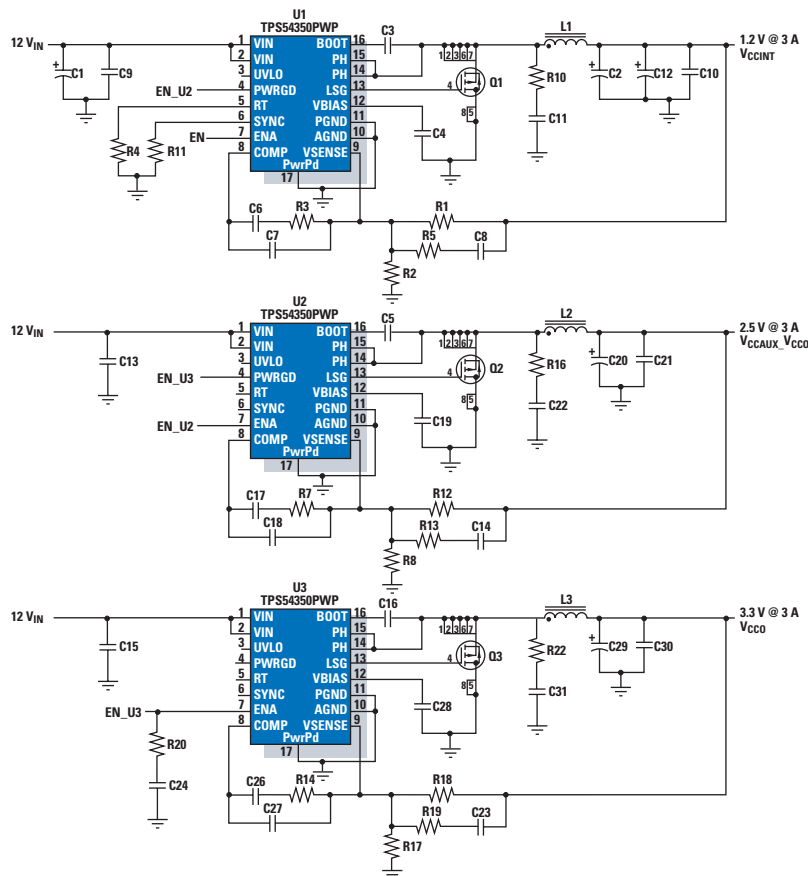 U1
TPS54350PWP
12 V_IN
C1
C9
1 VIN BOOT 16
2 VIN PH 15
3 UVLO PH 14
4 PWRGD LSG 13
5 RT VBIAS 12
6 SYNC PGND 11
7 ENA AGND 10
8 COMP VSENSE 9
PwrPd
17
EN_U2
EN
R4
R11
C3
1 2 3 6 7
4
Q1
8 5
C4
L1
R10
C11
C2
C12
C10
1.2 V @ 3 A
V_CCINT
C6
R3
C7
R1
R5
C8
R2
U2
TPS54350PWP
12 V_IN
C13
1 VIN BOOT 16
2 VIN PH 15
3 UVLO PH 14
4 PWRGD LSG 13
5 RT VBIAS 12
6 SYNC PGND 11
7 ENA AGND 10
8 COMP VSENSE 9
PwrPd
17
EN_U3
EN_U2
C5
1 2 3 6 7
4
Q2
8 5
C19
L2
R16
C22
C20
C21
2.5 V @ 3 A
V_CCAUX_V_CCO
C17
R7
C18
R12
R13
C14
R8
U3
TPS54350PWP
12 V_IN
C15
1 VIN BOOT 16
2 VIN PH 15
3 UVLO PH 14
4 PWRGD LSG 13
5 RT VBIAS 12
6 SYNC PGND 11
7 ENA AGND 10
8 COMP VSENSE 9
PwrPd
17
EN_U3
R20
C24
C16
1 2 3 6 7
4
Q3
8 5
C28
L3
R22
C31
C29
C30
3.3 V @ 3 A
V_CCO
C26
R14
C27
R18
R19
C23
R17